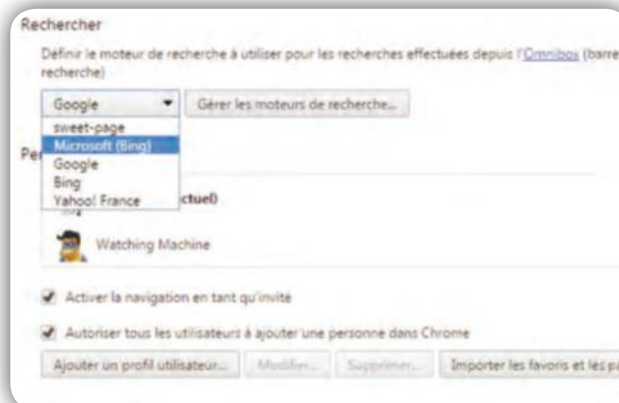 Rechercher
Définir le moteur de recherche à utiliser pour les recherches effectuées depuis l'Omnibox (barre
recherche)
Google
Gérer les moteurs de recherche...
sweet-page
Microsoft (Bing)
Google
Bing
Yahoo! France
Per
ctuel)
Watching Machine
Activer la navigation en tant qu'invité
Autoriser tous les utilisateurs à ajouter une personne dans Chrome
Ajouter un profil utilisateur... Modifier... Supprimer... Importer les favoris et les pa